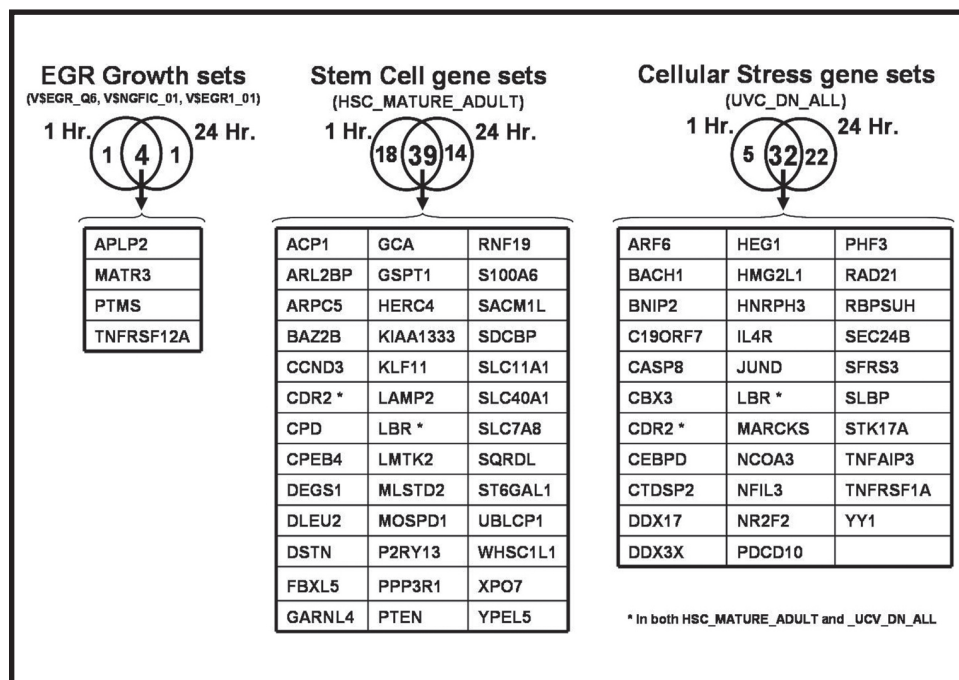 EGR Growth sets
(V$EGR_Q6, V$NGFIC_01, V$EGR1_01)
1 Hr. 24 Hr.
1 4 1
APLP2
MATR3
PTMS
TNFRSF12A
Stem Cell gene sets
(HSC_MATURE_ADULT)
1 Hr. 24 Hr.
18 39 14
ACP1 GCA RNF19
ARL2BP GSPT1 S100A6
ARPC5 HERC4 SACM1L
BAZ2B KIAA1333 SDCBP
CCND3 KLF11 SLC11A1
CDR2 * LAMP2 SLC40A1
CPD LBR * SLC7A8
CPEB4 LMTK2 SQRDL
DEGS1 MLSTD2 ST6GAL1
DLEU2 MOSPD1 UBLCP1
DSTN P2RY13 WHSC1L1
FBXL5 PPP3R1 XPO7
GARNL4 PTEN YPEL5
Cellular Stress gene sets
(UVC_DN_ALL)
1 Hr. 24 Hr.
5 32 22
ARF6 HEG1 PHF3
BACH1 HMG2L1 RAD21
BNIP2 HNRPH3 RBPSUH
C19ORF7 IL4R SEC24B
CASP8 JUND SFRS3
CBX3 LBR * SLBP
CDR2 * MARCKS STK17A
CEBPD NCOA3 TNFAIP3
CTDSP2 NFIL3 TNFRSF1A
DDX17 NR2F2 YY1
DDX3X PDCD10
* In both HSC_MATURE_ADULT and _UCV_DN_ALL